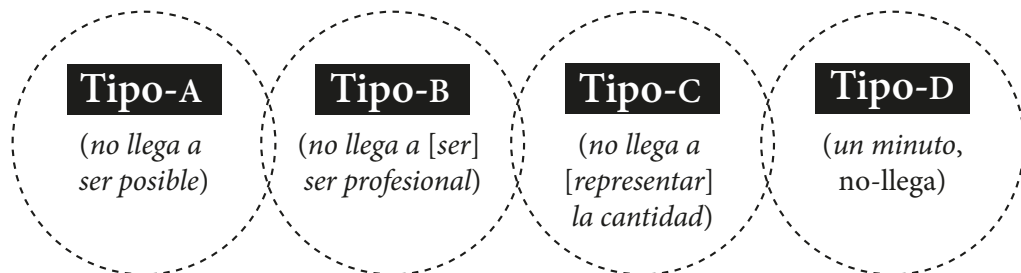 Tipo-A
(no llega a
ser posible)
Tipo-B
(no llega a [ser]
ser profesional)
Tipo-C
(no llega a
[representar]
la cantidad)
Tipo-D
(un minuto,
no-llega)